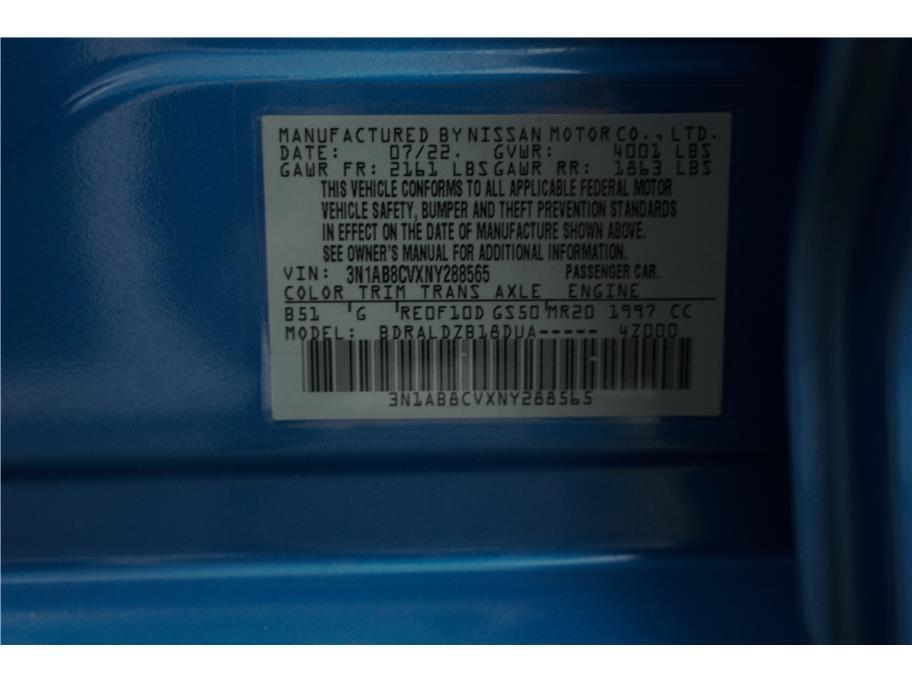 MANUFACTURED BY NISSAN MOTOR CO., LTD.
DATE: 07/22. GVWR: 4001 LBS
GAWR FR: 2161 LBS GAWR RR: 1863 LBS
THIS VEHICLE CONFORMS TO ALL APPLICABLE FEDERAL MOTOR
VEHICLE SAFETY, BUMPER AND THEFT PREVENTION STANDARDS
IN EFFECT ON THE DATE OF MANUFACTURE SHOWN ABOVE.
SEE OWNER'S MANUAL FOR ADDITIONAL INFORMATION.
VIN: 3N1AB8CVXNY288565 PASSENGER CAR.
COLOR TRIM TRANS AXLE ENGINE
B51 G RE0F10D GS50 MR20 1997 CC
MODEL: BDRALDZB18DUA----- 4Z000
3N1AB8CVXNY288565